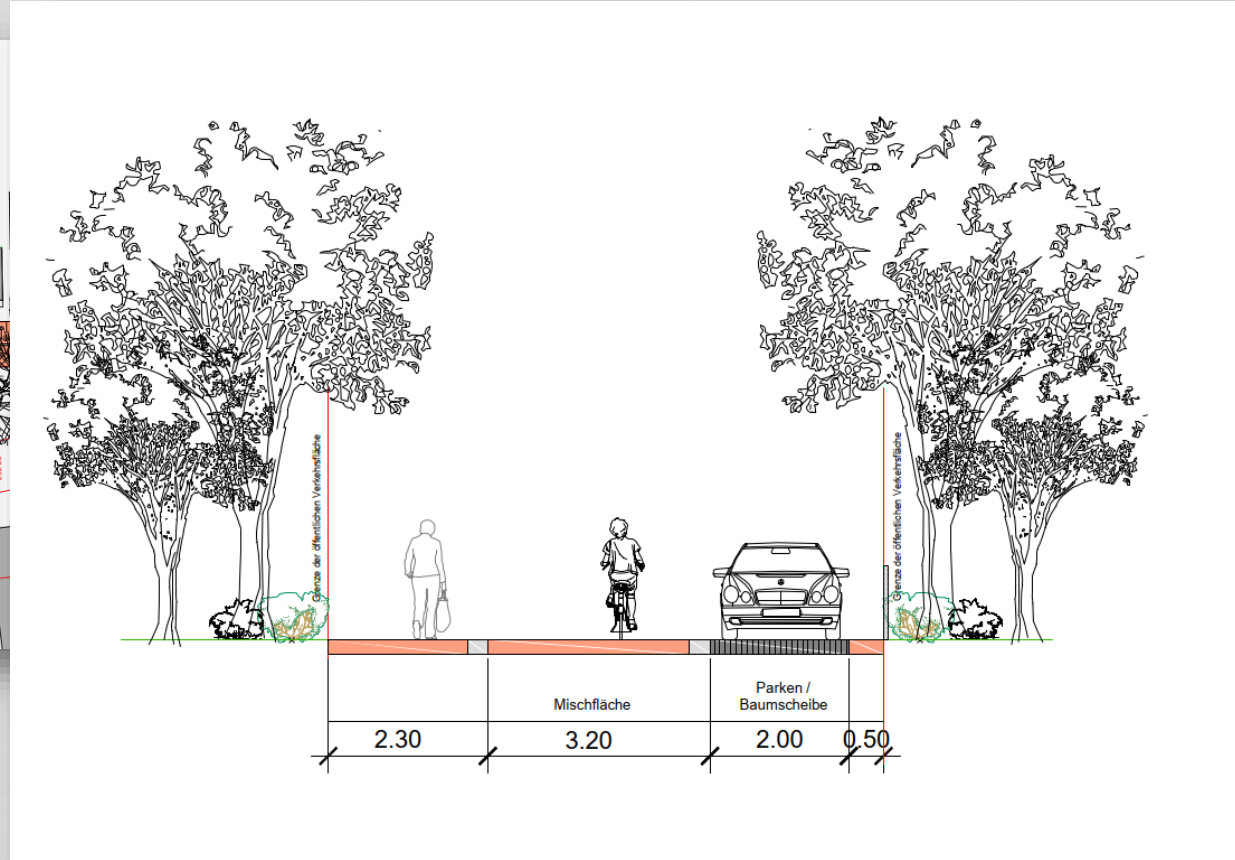 Grenze der öffentlichen Verkehrsfläche
Grenze der öffentlichen Verkehrsfläche
Mischfläche
Parken /
Baumscheibe
2.30
3.20
2.00
0.50